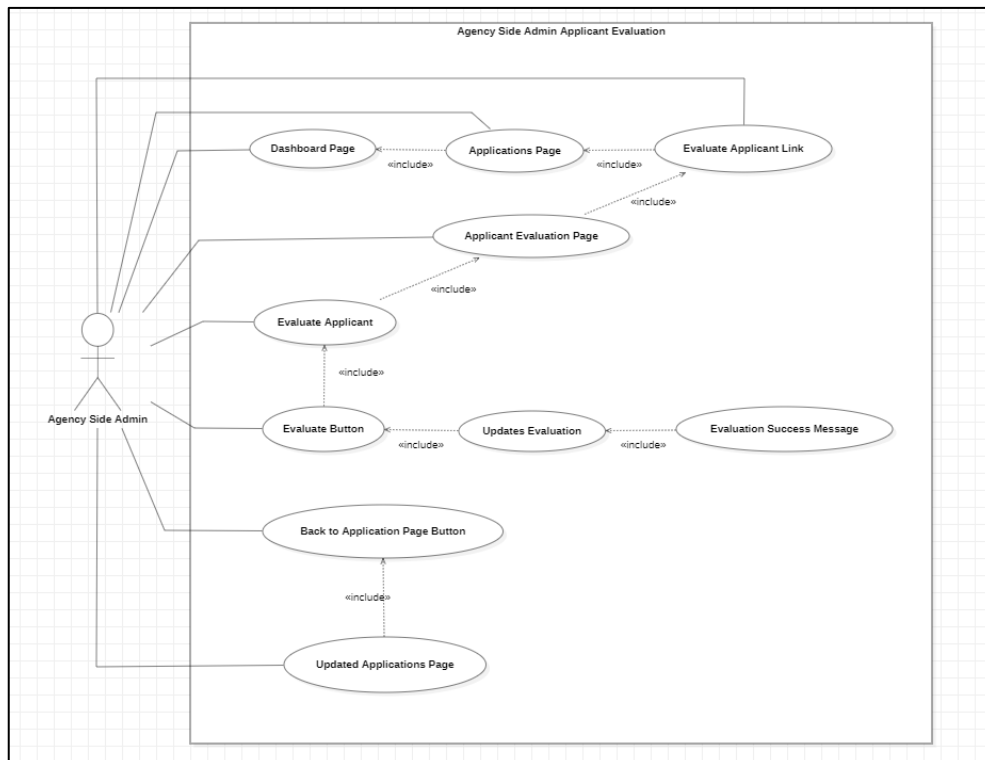 Agency Side Admin Applicant Evaluation
Dashboard Page
«include»
Applications Page
«include»
Evaluate Applicant Link
«include»
Applicant Evaluation Page
«include»
Evaluate Applicant
«include»
Agency Side Admin
Evaluate Button
«include»
Updates Evaluation
«include»
Evaluation Success Message
Back to Application Page Button
«include»
Updated Applications Page